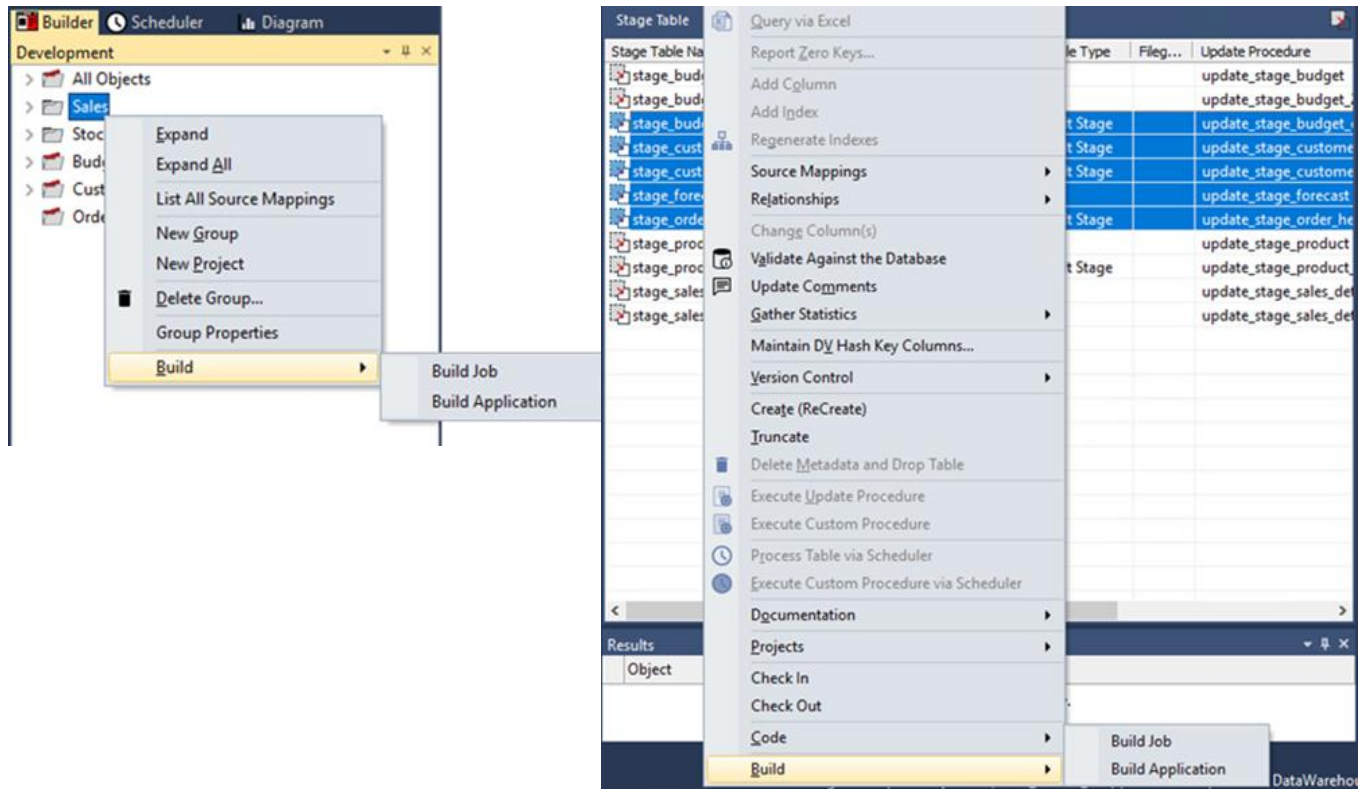 Builder Scheduler Diagram
Development
All Objects
Sales
Stoc
Budg
Cust
Orde
Expand
Expand All
List All Source Mappings
New Group
New Project
Delete Group...
Group Properties
Build
Build Job
Build Application
Stage Table
Stage Table Na
le Type Fileg... Update Procedure
stage_bud
update_stage_budget
stage_bud
update_stage_budget_
stage_bud
t Stage update_stage_budget_
stage_cust
t Stage update_stage_custome
stage_cust
t Stage update_stage_custome
stage_fore
update_stage_forecast
stage_orde
t Stage update_stage_order_he
stage_prod
update_stage_product
stage_prod
t Stage update_stage_product_
stage_sales
update_stage_sales_det
stage_sales
update_stage_sales_det
Query via Excel
Report Zero Keys...
Add Column
Add Index
Regenerate Indexes
Source Mappings
Relationships
Change Column(s)
Validate Against the Database
Update Comments
Gather Statistics
Maintain DV Hash Key Columns...
Version Control
Create (ReCreate)
Truncate
Delete Metadata and Drop Table
Execute Update Procedure
Execute Custom Procedure
Process Table via Scheduler
Execute Custom Procedure via Scheduler
Documentation
Projects
Check In
Check Out
Code
Build
Build Job
Build Application
Results
Object
DataWarehou